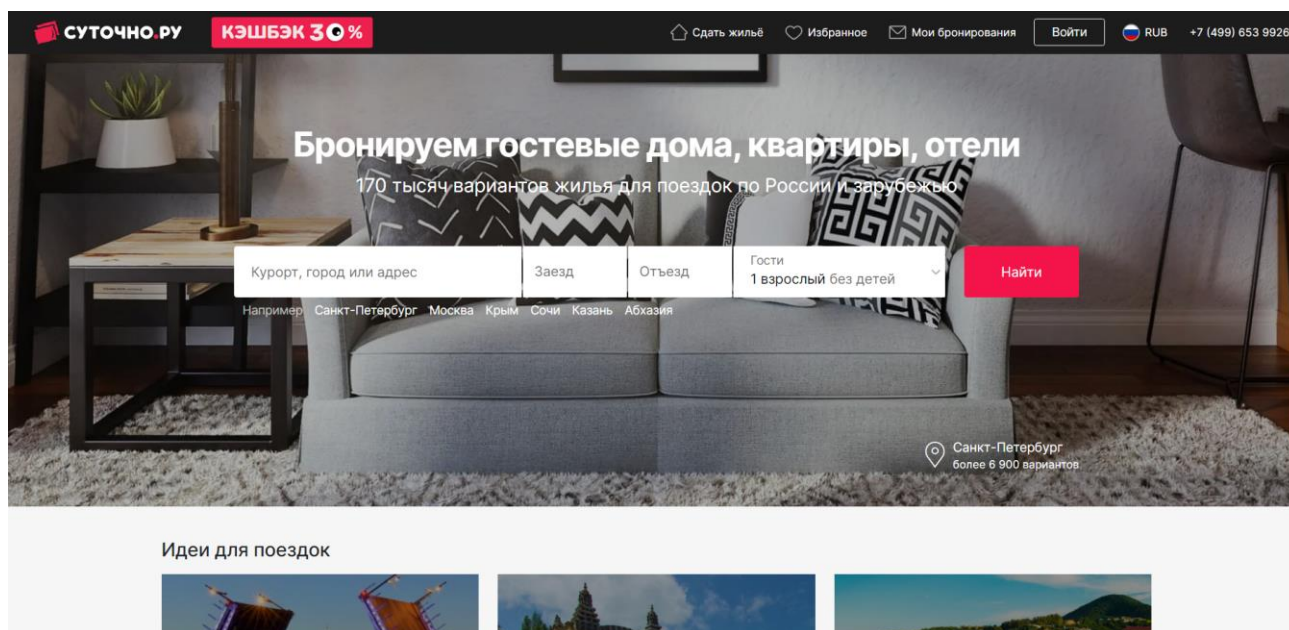 СУТОЧНО.РУ КЭШБЭК 30% Сдать жильё Избранное Мои бронирования Войти RUB +7 (499) 653 9926
Бронируем гостевые дома, квартиры, отели
170 тысяч вариантов жилья для поездок по России и зарубежью
Курорт, город или адрес Заезд Отъезд Гости
1 взрослый без детей Найти
Например Санкт-Петербург Москва Крым Сочи Казань Абхазия
Санкт-Петербург
более 6 900 вариантов
Идеи для поездок